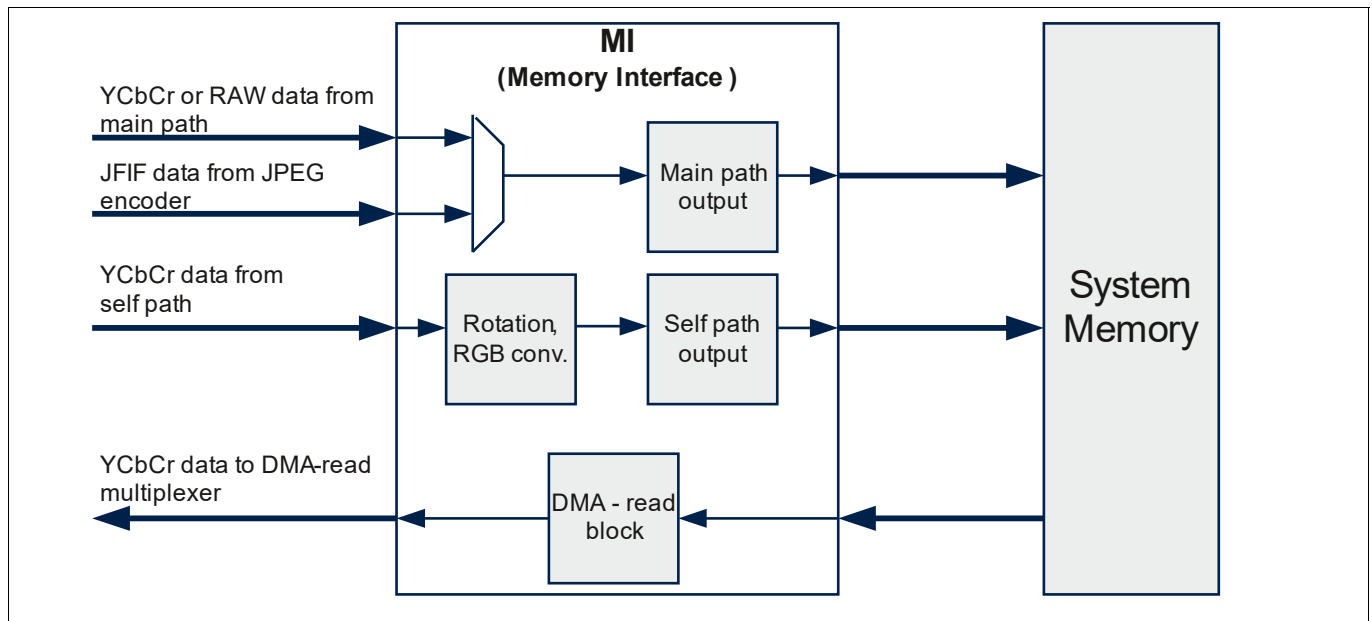 MI
(Memory Interface )
YCbCr or RAW data from
main path
JFIF data from JPEG
encoder
Main path
output
YCbCr data from
self path
Rotation,
RGB conv.
Self path
output
System
Memory
YCbCr data to DMA-read
multiplexer
DMA - read
block